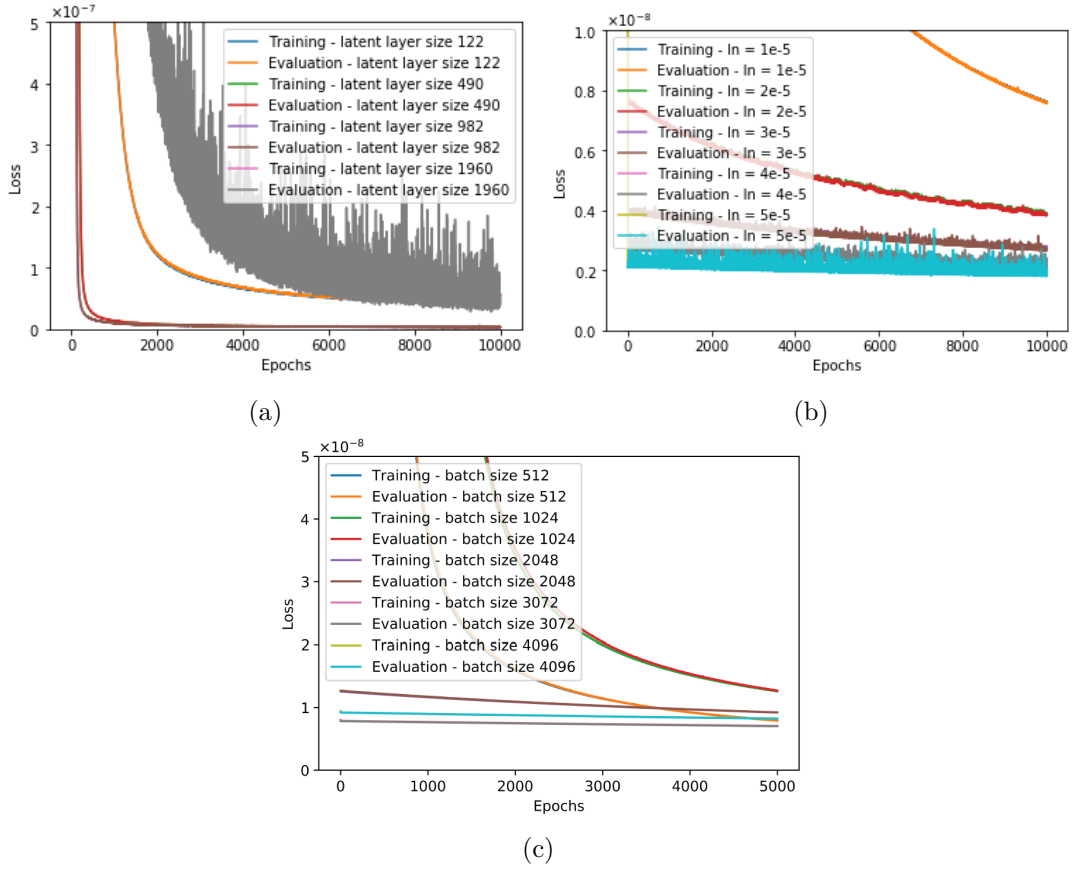 ×10⁻⁷
5
4
3
2
1
0
Loss
Training - latent layer size 122
Evaluation - latent layer size 122
Training - latent layer size 490
Evaluation - latent layer size 490
Training - latent layer size 982
Evaluation - latent layer size 982
Training - latent layer size 1960
Evaluation - latent layer size 1960
0 2000 4000 6000 8000 10000
Epochs
(a)
×10⁻⁸
1.0
0.8
0.6
0.4
0.2
0.0
Loss
Training - ln = 1e-5
Evaluation - ln = 1e-5
Training - ln = 2e-5
Evaluation - ln = 2e-5
Training - ln = 3e-5
Evaluation - ln = 3e-5
Training - ln = 4e-5
Evaluation - ln = 4e-5
Training - ln = 5e-5
Evaluation - ln = 5e-5
0 2000 4000 6000 8000 10000
Epochs
(b)
×10⁻⁸
5
4
3
2
1
0
Loss
Training - batch size 512
Evaluation - batch size 512
Training - batch size 1024
Evaluation - batch size 1024
Training - batch size 2048
Evaluation - batch size 2048
Training - batch size 3072
Evaluation - batch size 3072
Training - batch size 4096
Evaluation - batch size 4096
0 1000 2000 3000 4000 5000
Epochs
(c)